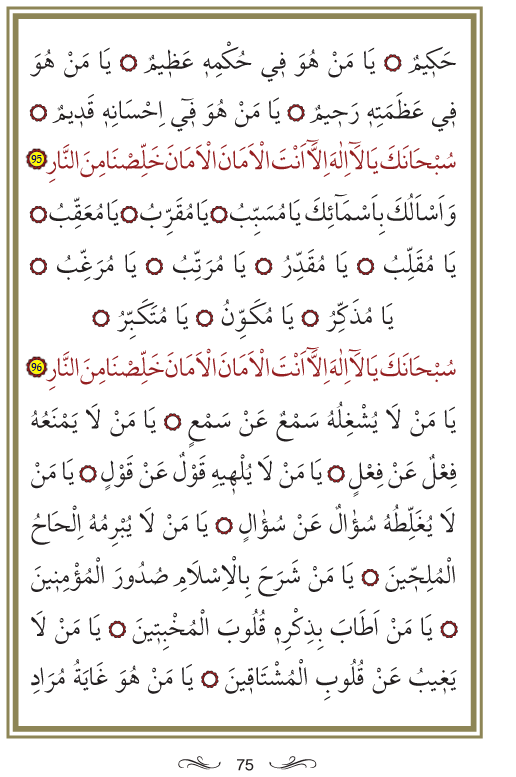 حَكِيمٌ ۞ يَا مَنْ هُوَ فِي حُكْمِهِ عَظِيمٌ ۞ يَا مَنْ هُوَ
فِي عَظَمَتِهِ رَحِيمٌ ۞ يَا مَنْ هُوَ فِٓي اِحْسَانِهِ قَدِيمٌ ۞
سُبْحَانَكَ يَا لَٓا اِلٰهَ اِلَّٓا اَنْتَ الْاَمَانَ الْاَمَانَ خَلِّصْنَا مِنَ النَّارِ 95
وَ اَسْاَلُكَ بِاَسْمَٓائِكَ يَا مُسَبِّبُ ۞ يَا مُقَرِّبُ ۞ يَا مُعَقِّبُ ۞
يَا مُقَلِّبُ ۞ يَا مُقَدِّرُ ۞ يَا مُرَتِّبُ ۞ يَا مُرَغِّبُ ۞
يَا مُذَكِّرُ ۞ يَا مُكَوِّنُ ۞ يَا مُتَكَبِّرُ ۞
سُبْحَانَكَ يَا لَٓا اِلٰهَ اِلَّٓا اَنْتَ الْاَمَانَ الْاَمَانَ خَلِّصْنَا مِنَ النَّارِ 96
يَا مَنْ لَا يُشْغِلُهُ سَمْعٌ عَنْ سَمْعٍ ۞ يَا مَنْ لَا يَمْنَعُهُ
فِعْلٌ عَنْ فِعْلٍ ۞ يَا مَنْ لَا يُلْهِيهِ قَوْلٌ عَنْ قَوْلٍ ۞ يَا مَنْ
لَا يُغَلِّطُهُ سُؤٰالٌ عَنْ سُؤٰالٍ ۞ يَا مَنْ لَا يُبْرِمُهُ اِلْحَاحُ
الْمُلِحِّينَ ۞ يَا مَنْ شَرَحَ بِالْاِسْلَامِ صُدُورَ الْمُؤْمِنِينَ
۞ يَا مَنْ اَطَابَ بِذِكْرِهِ قُلُوبَ الْمُخْبِتِينَ ۞ يَا مَنْ لَا
يَغِيبُ عَنْ قُلُوبِ الْمُشْتَاقِينَ ۞ يَا مَنْ هُوَ غَايَةُ مُرَادِ
75